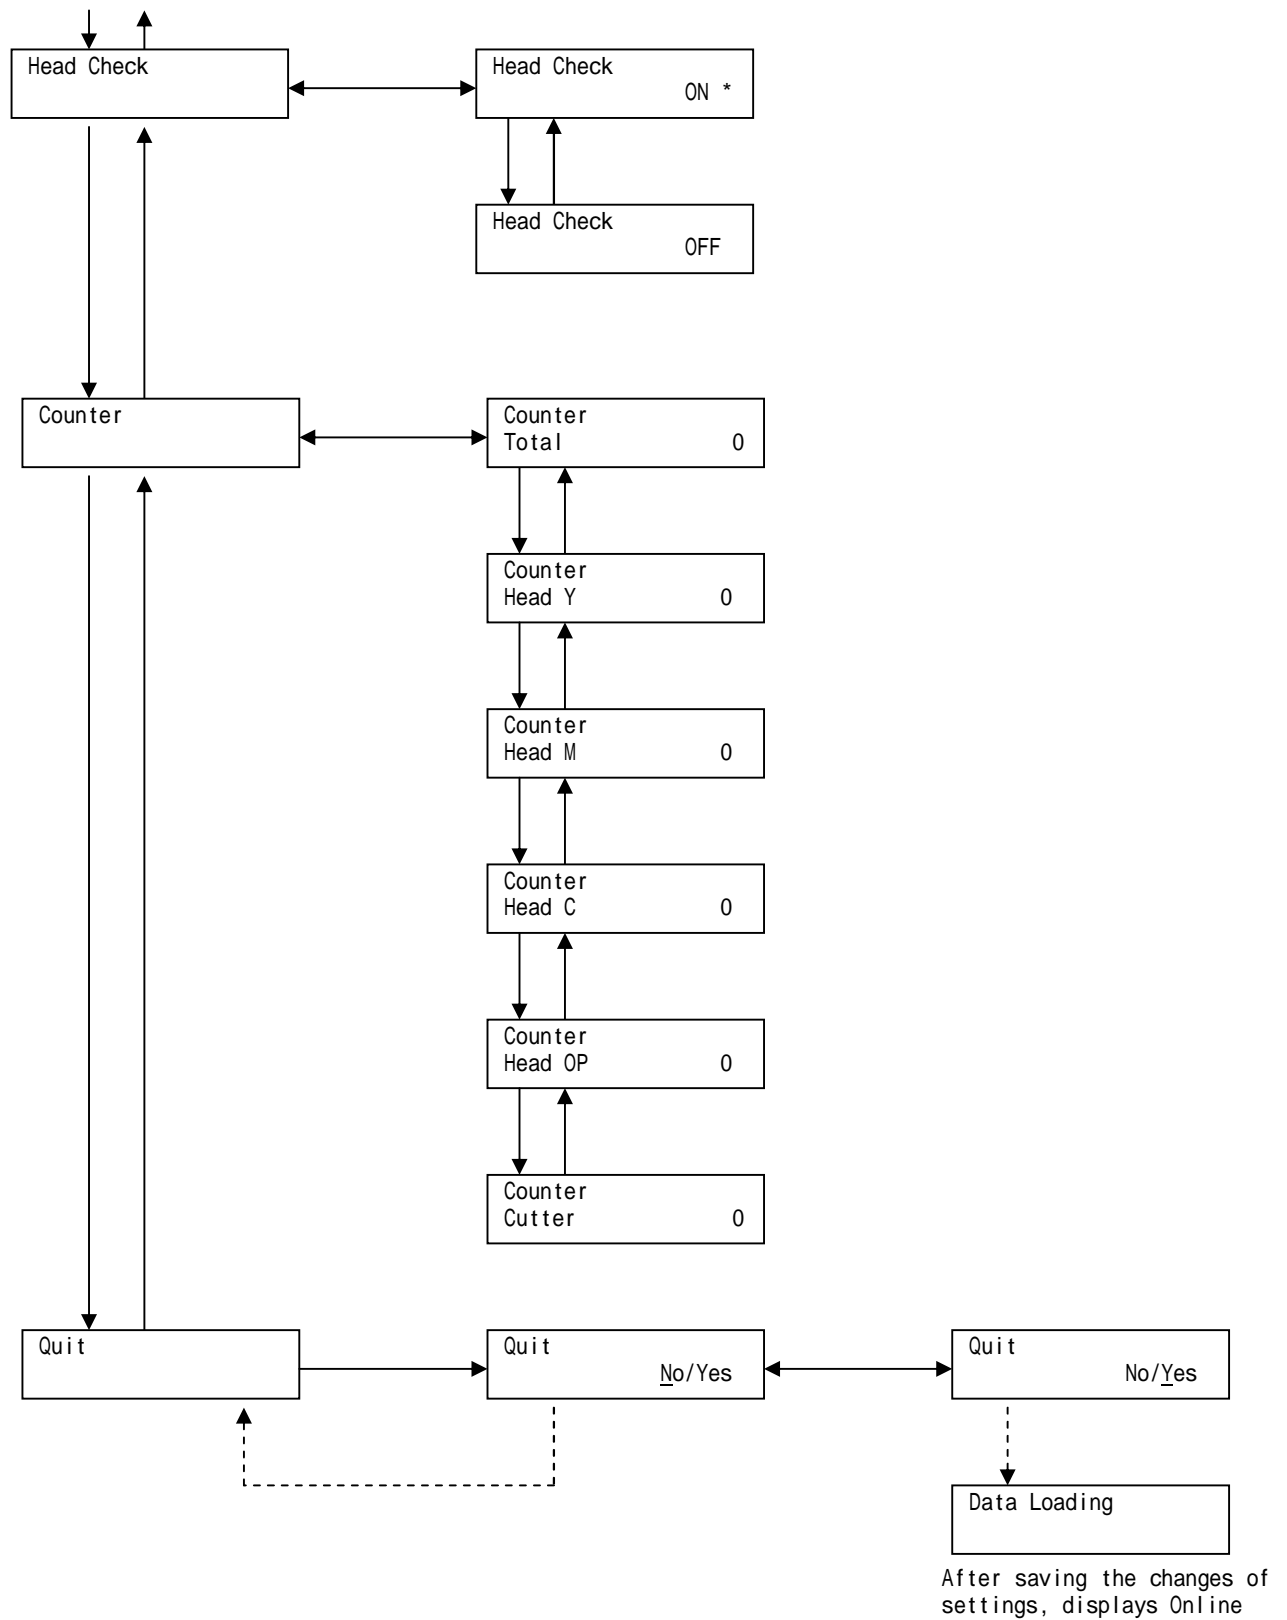 Head Check
Head Check
ON *
Head Check
OFF
Counter
Counter
Total 0
Counter
Head Y 0
Counter
Head M 0
Counter
Head C 0
Counter
Head OP 0
Counter
Cutter 0
Quit
Quit
No/Yes
Quit
No/Yes
Data Loading
After saving the changes of
settings, displays Online